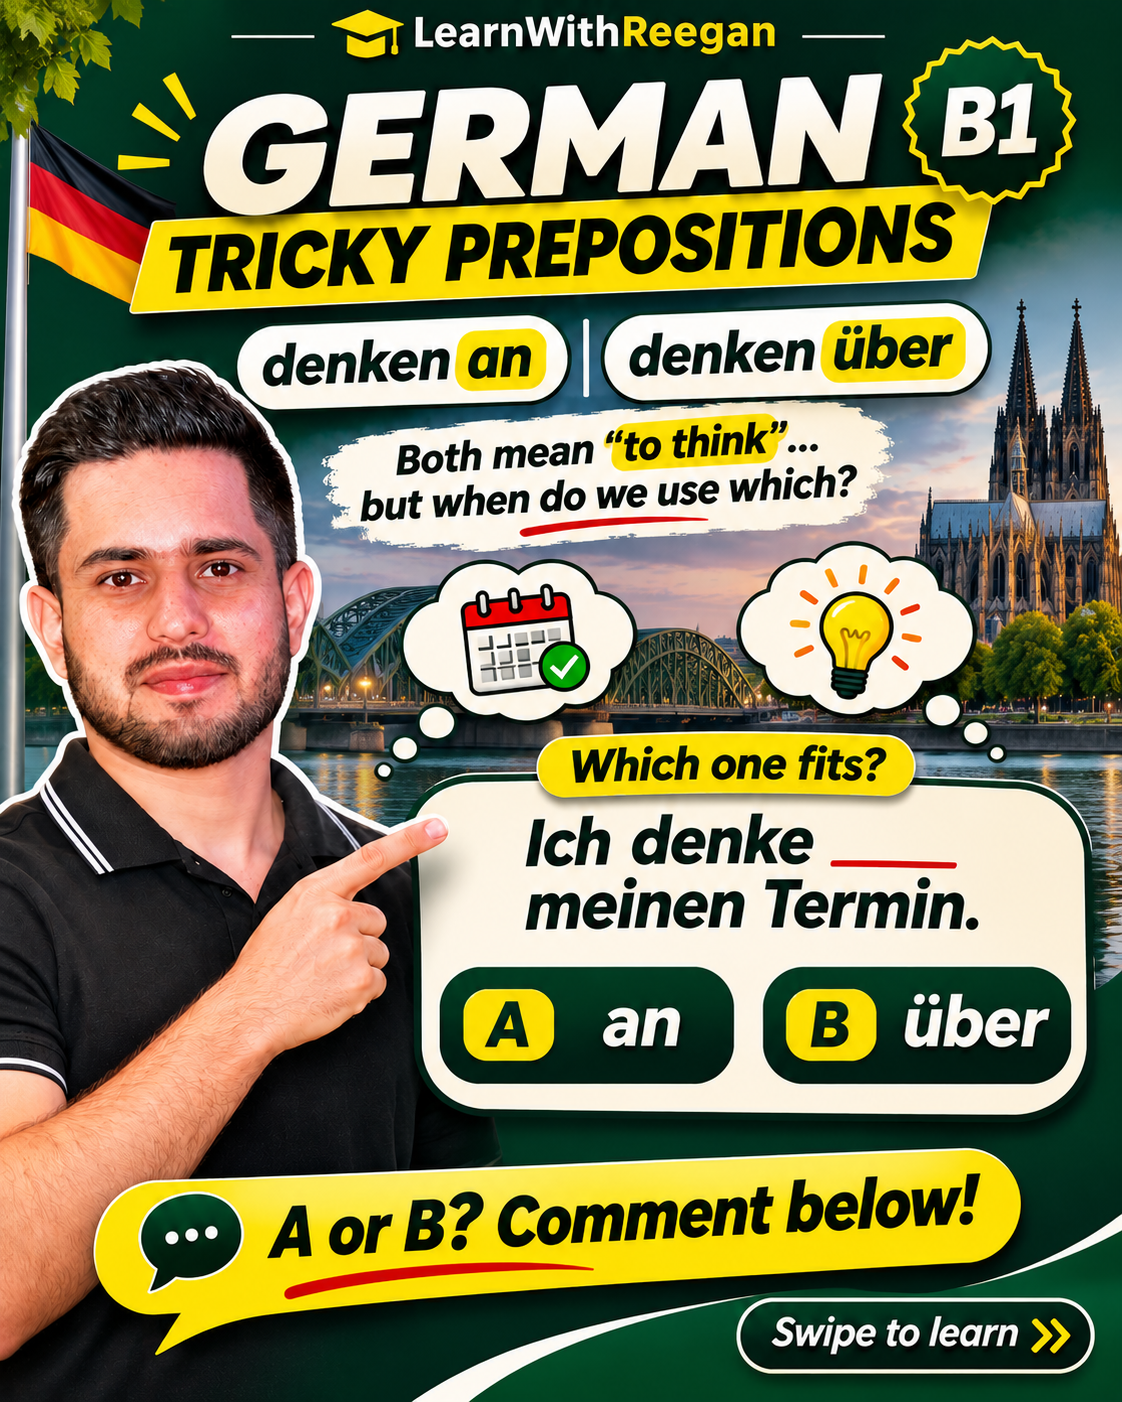 LearnWithReegan
GERMAN
B1
TRICKY PREPOSITIONS
denken an
denken über
Both mean “to think”...
but when do we use which?
Which one fits?
Ich denke ____
meinen Termin.
A an
B über
A or B? Comment below!
Swipe to learn